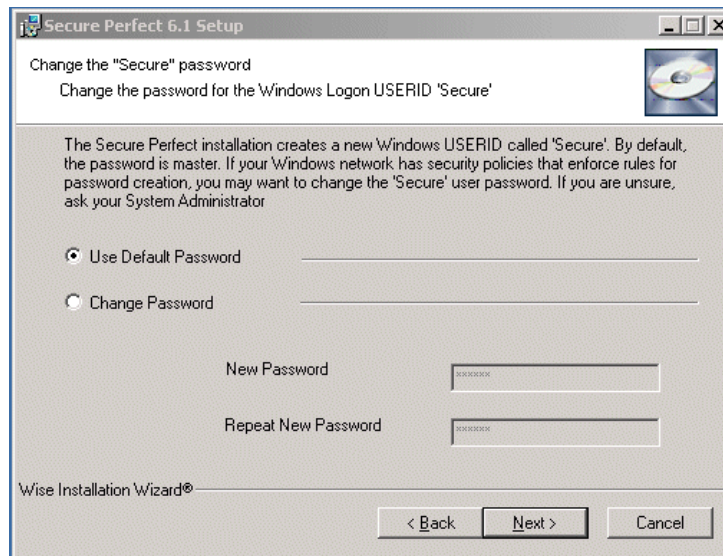 Secure Perfect 6.1 Setup
Change the "Secure" password
Change the password for the Windows Logon USERID 'Secure'
The Secure Perfect installation creates a new Windows USERID called 'Secure'. By default,
the password is master. If your Windows network has security policies that enforce rules for
password creation, you may want to change the 'Secure' user password. If you are unsure,
ask your System Administrator
Use Default Password
Change Password
New Password
xxxxxx
Repeat New Password
xxxxxx
Wise Installation Wizard®
< Back
Next >
Cancel